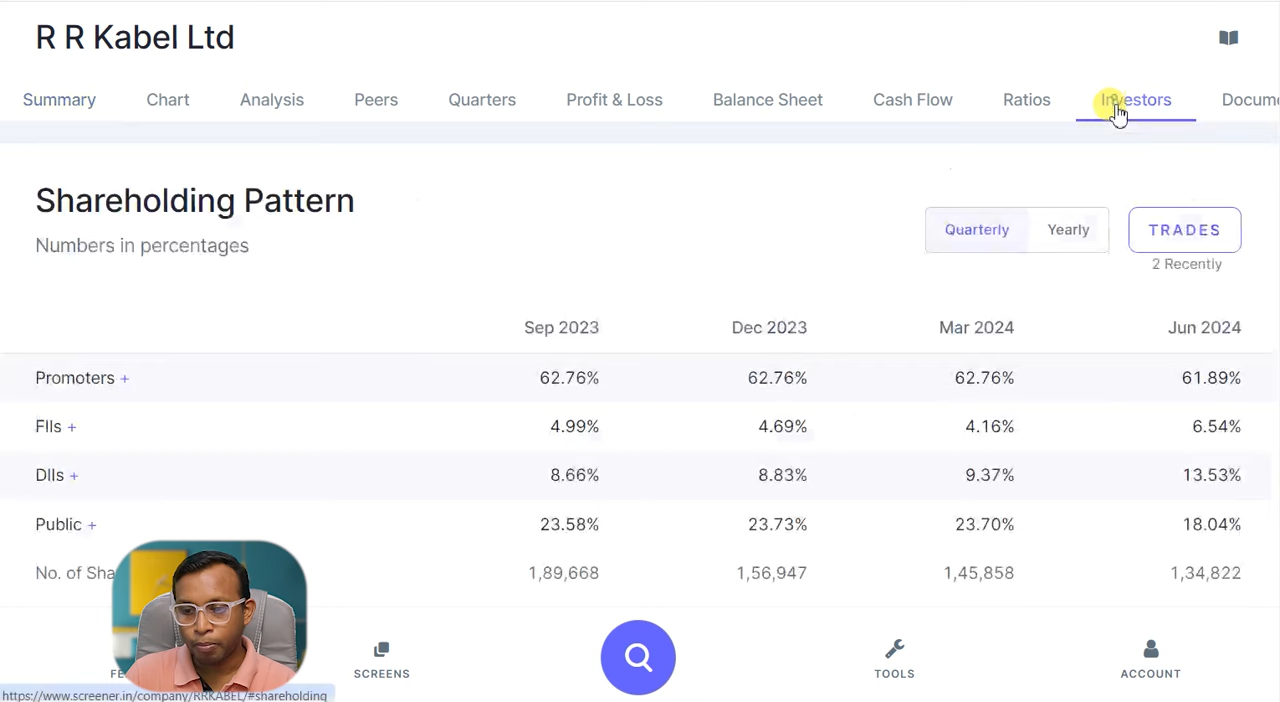 R R Kabel Ltd
Summary Chart Analysis Peers Quarters Profit & Loss Balance Sheet Cash Flow Ratios Investors Docume
Shareholding Pattern
Numbers in percentages
Quarterly Yearly TRADES
2 Recently
Sep 2023 Dec 2023 Mar 2024 Jun 2024
Promoters + 62.76% 62.76% 62.76% 61.89%
FIIs + 4.99% 4.69% 4.16% 6.54%
DIIs + 8.66% 8.83% 9.37% 13.53%
Public + 23.58% 23.73% 23.70% 18.04%
No. of Sha 1,89,668 1,56,947 1,45,858 1,34,822
FE SCREENS TOOLS ACCOUNT
https://www.screener.in/company/RRKABEL/#shareholding